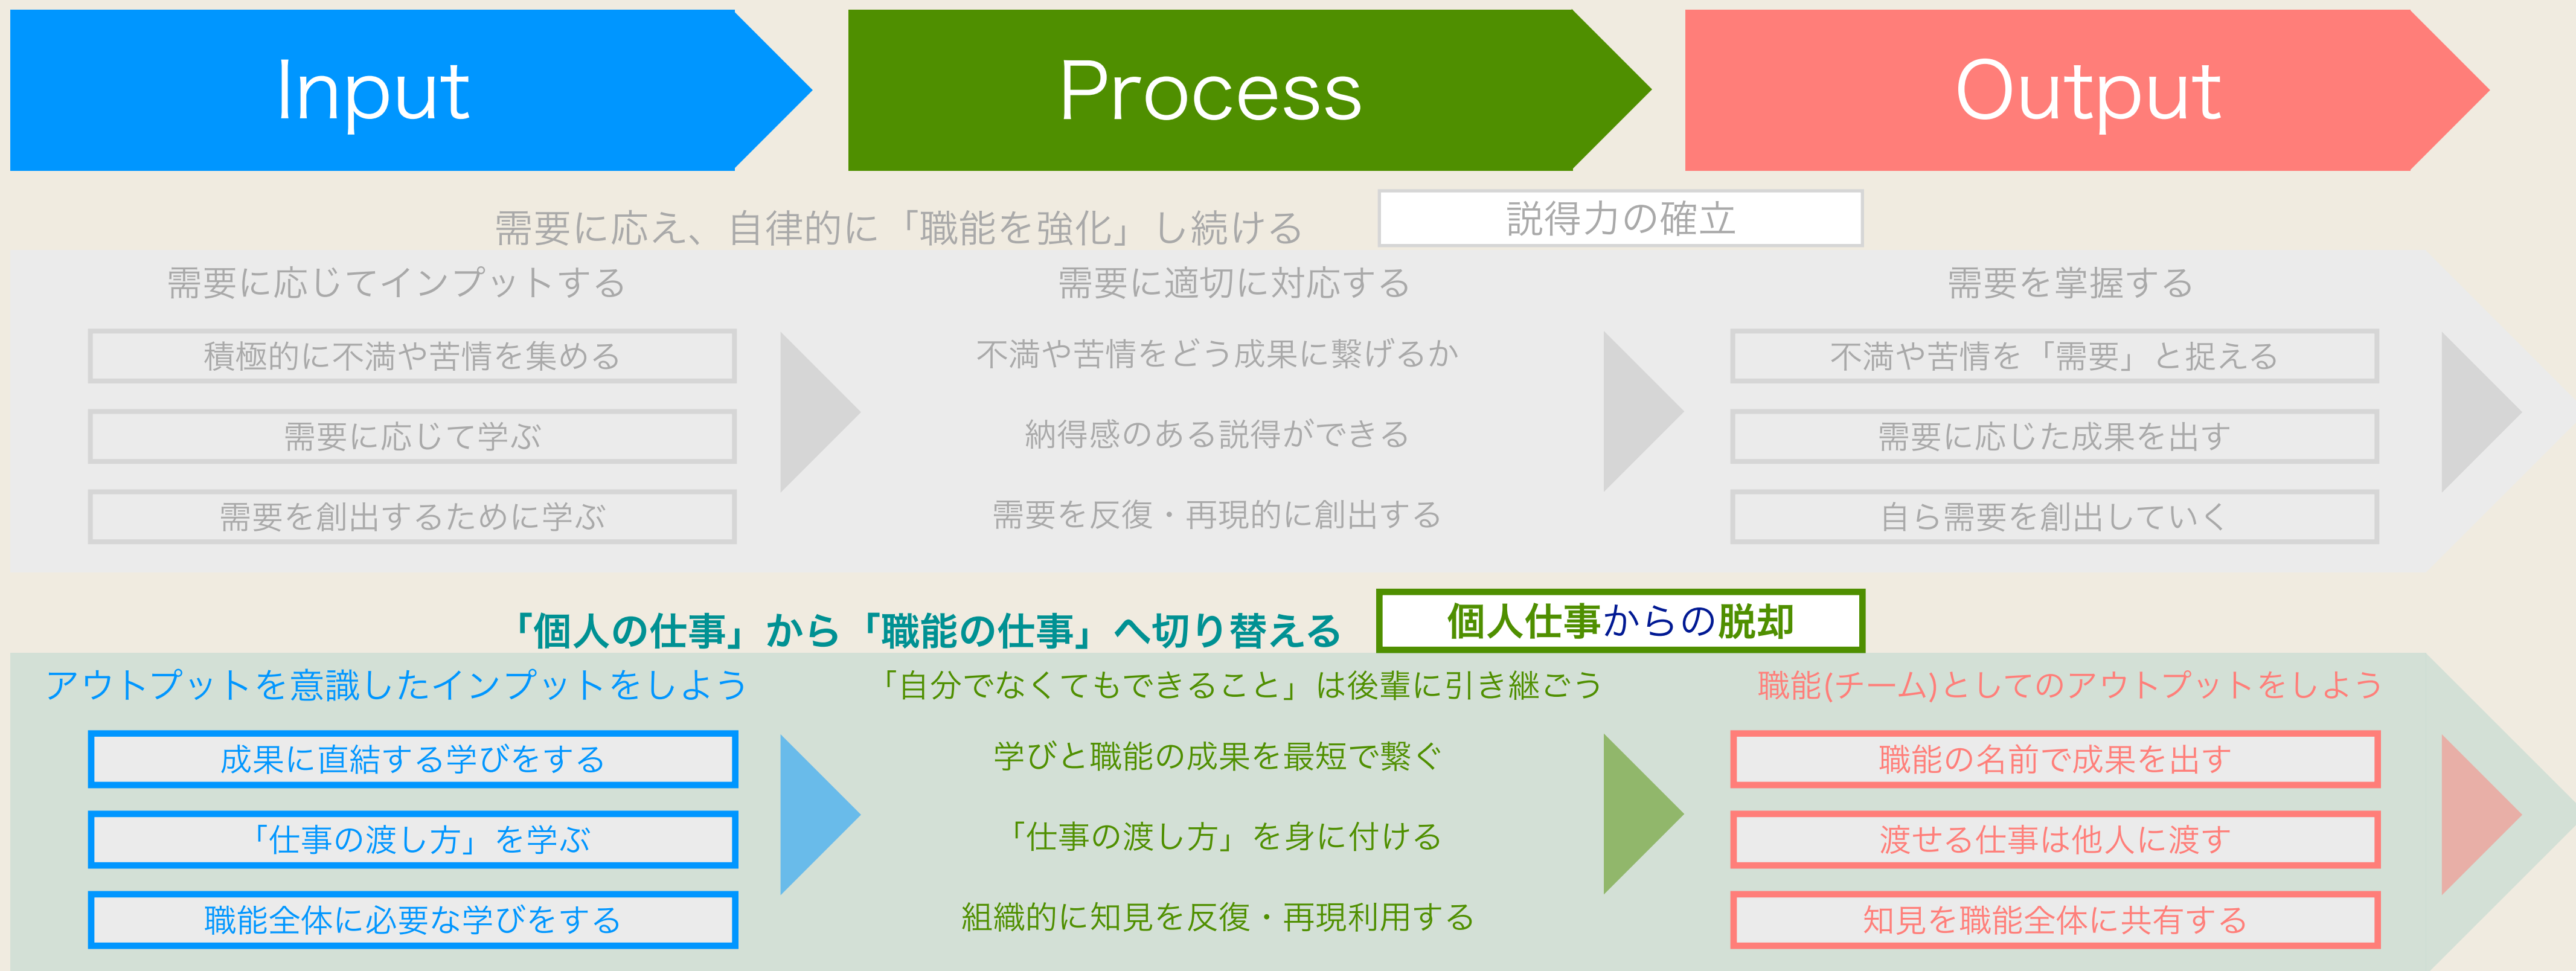 Input
Process
Output
需要に応え、自律的に「職能を強化」し続ける
説得力の確立
需要に応じてインプットする
需要に適切に対応する
需要を掌握する
積極的に不満や苦情を集める
不満や苦情をどう成果に繋げるか
不満や苦情を「需要」と捉える
需要に応じて学ぶ
納得感のある説得ができる
需要に応じた成果を出す
需要を創出するために学ぶ
需要を反復・再現的に創出する
自ら需要を創出していく
「個人の仕事」から「職能の仕事」へ切り替える
個人仕事からの脱却
アウトプットを意識したインプットをしよう
「自分でなくてもできること」は後輩に引き継ごう
職能(チーム)としてのアウトプットをしよう
成果に直結する学びをする
学びと職能の成果を最短で繋ぐ
職能の名前で成果を出す
「仕事の渡し方」を学ぶ
「仕事の渡し方」を身に付ける
渡せる仕事は他人に渡す
職能全体に必要な学びをする
組織的に知見を反復・再現利用する
知見を職能全体に共有する